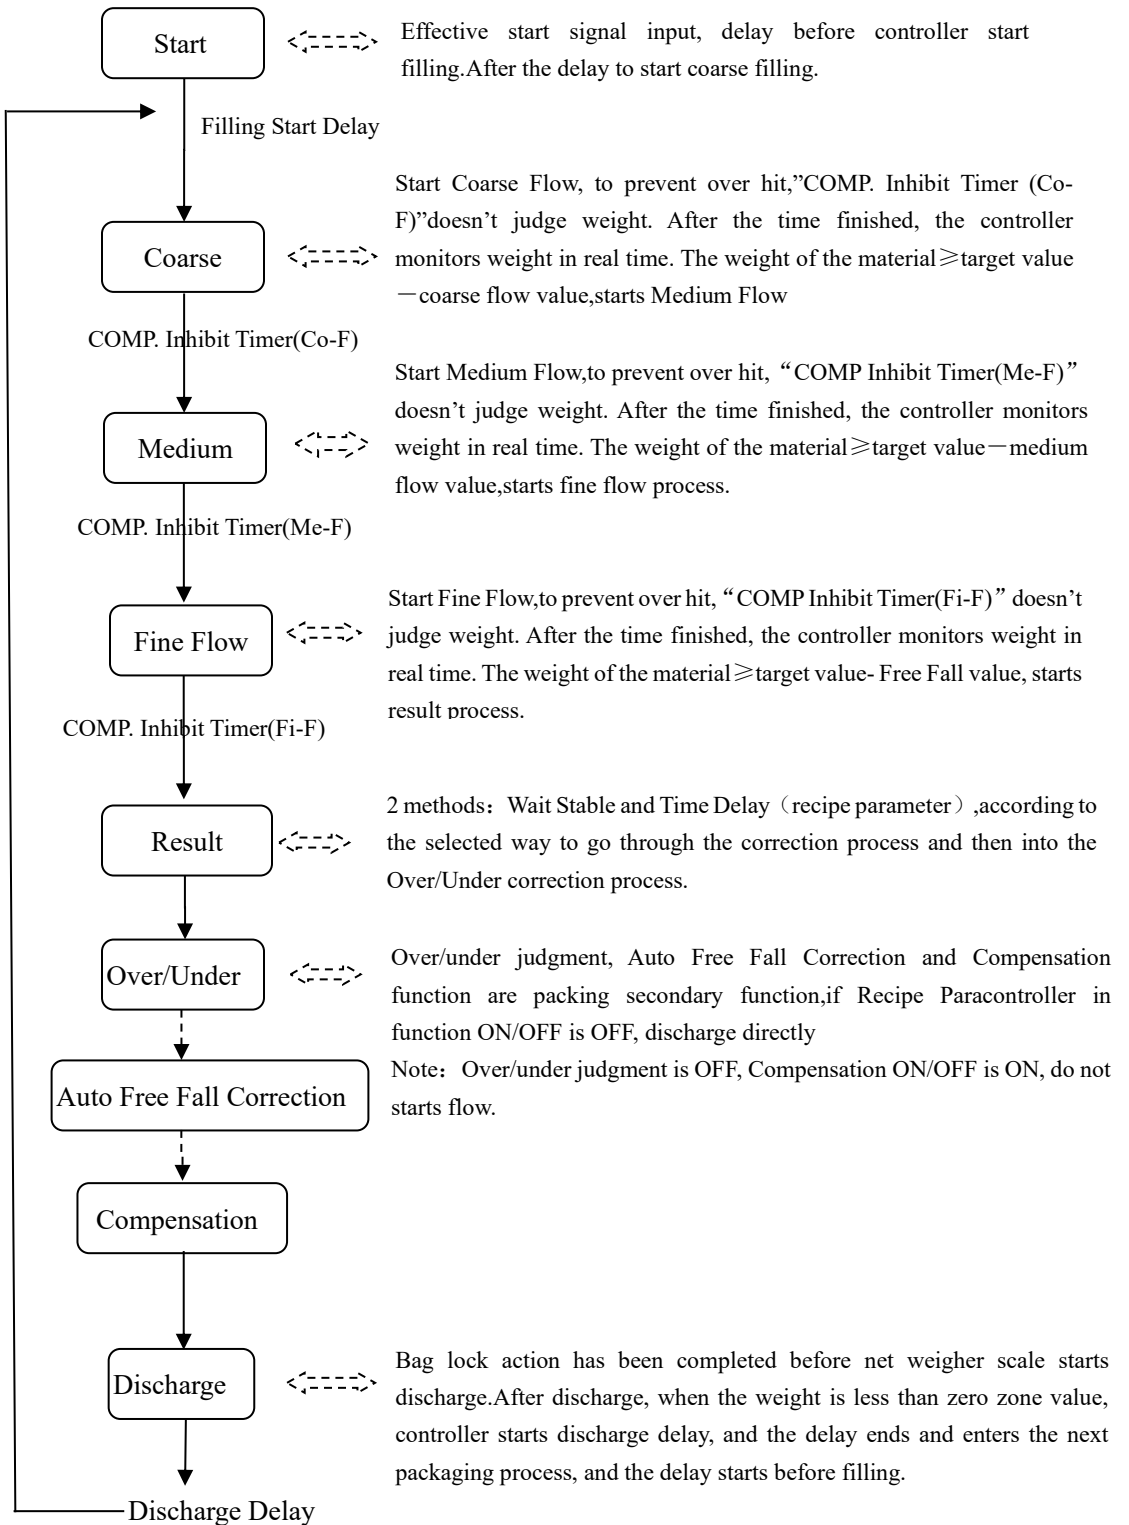 Start
Effective start signal input, delay before controller start
filling.After the delay to start coarse filling.
Filling Start Delay
Start Coarse Flow, to prevent over hit,”COMP. Inhibit Timer (Co-
F)”doesn’t judge weight. After the time finished, the controller
Coarse
monitors weight in real time. The weight of the material≥target value
－coarse flow value,starts Medium Flow
COMP. Inhibit Timer(Co-F)
Start Medium Flow,to prevent over hit, “COMP Inhibit Timer(Me-F)”
doesn’t judge weight. After the time finished, the controller monitors
Medium
weight in real time. The weight of the material≥target value－medium
flow value,starts fine flow process.
COMP. Inhibit Timer(Me-F)
Start Fine Flow,to prevent over hit, “COMP Inhibit Timer(Fi-F)” doesn’t
judge weight. After the time finished, the controller monitors weight in
Fine Flow
real time. The weight of the material≥target value- Free Fall value, starts
result process.
COMP. Inhibit Timer(Fi-F)
2 methods：Wait Stable and Time Delay（recipe parameter）,according to
Result
the selected way to go through the correction process and then into the
Over/Under correction process.
Over/Under
Over/under judgment, Auto Free Fall Correction and Compensation
function are packing secondary function,if Recipe Paracontroller in
function ON/OFF is OFF, discharge directly
Note：Over/under judgment is OFF, Compensation ON/OFF is ON, do not
starts flow.
Auto Free Fall Correction
Compensation
Discharge
Bag lock action has been completed before net weigher scale starts
discharge.After discharge, when the weight is less than zero zone value,
controller starts discharge delay, and the delay ends and enters the next
packaging process, and the delay starts before filling.
Discharge Delay